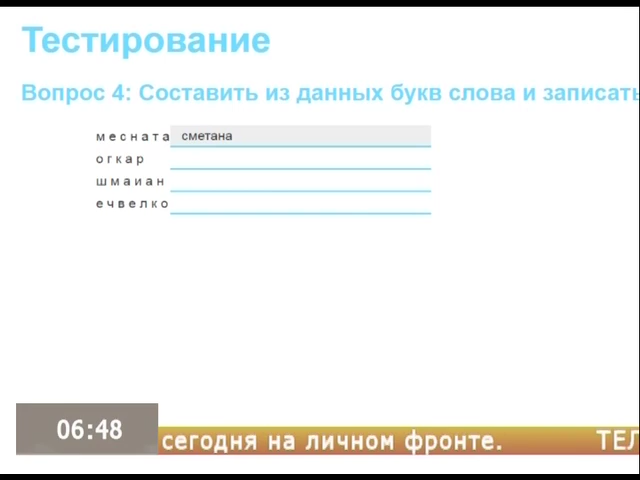 Тестирование
Вопрос 4: Составить из данных букв слова и записать
м е с н а т а сметана
о г к а р
ш м а и а н
е ч в е л к о
06:48 сегодня на личном фронте. ТЕЛ